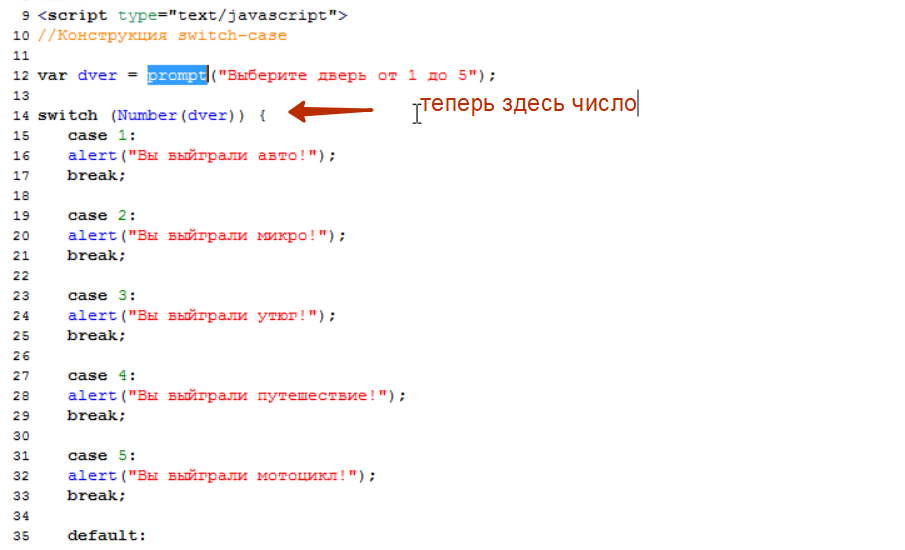 9 <script type="text/javascript">
10 //Конструкция switch-case
11
12 var dver = prompt("Выберите дверь от 1 до 5");
13
14 switch (Number(dver)) { теперь здесь число
15 case 1:
16 alert("Вы выйграли авто!");
17 break;
18
19 case 2:
20 alert("Вы выйграли микро!");
21 break;
22
23 case 3:
24 alert("Вы выйграли утюг!");
25 break;
26
27 case 4:
28 alert("Вы выйграли путешествие!");
29 break;
30
31 case 5:
32 alert("Вы выйграли мотоцикл!");
33 break;
34
35 default: